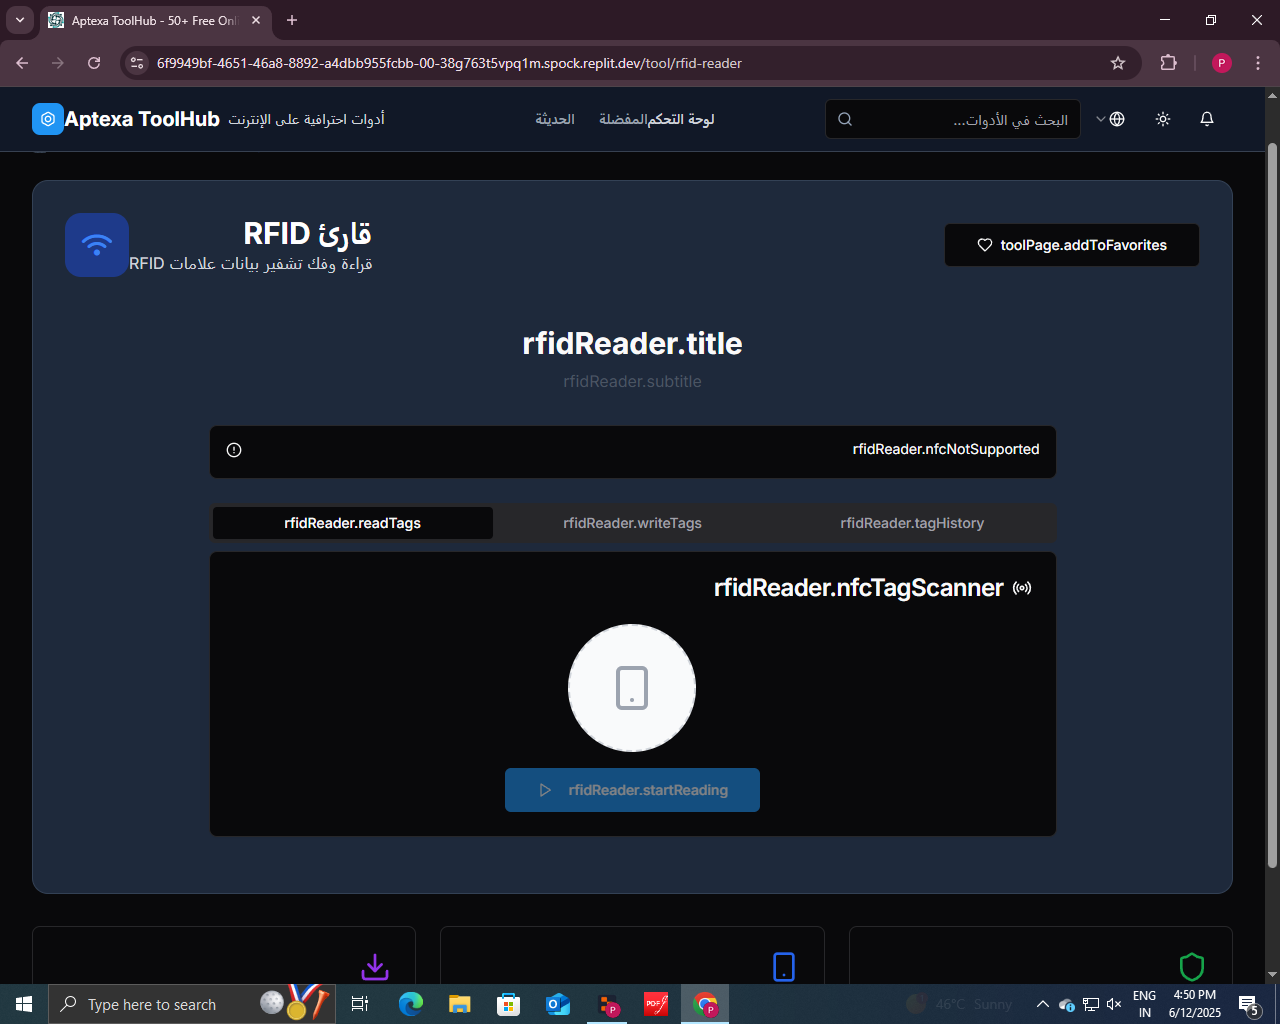 Aptexa ToolHub - 50+ Free Onl
6f9949bf-4651-46a8-8892-a4dbb955fcbb-00-38g763t5vpq1m.spock.replit.dev/tool/rfid-reader
P
Aptexa ToolHub
أدوات احترافية على الإنترنت
الحديثة
المفضلة
لوحة التحكم
البحث في الأدوات...
قارئ RFID
قراءة وفك تشفير بيانات علامات RFID
toolPage.addToFavorites
rfidReader.title
rfidReader.subtitle
rfidReader.nfcNotSupported
rfidReader.readTags
rfidReader.writeTags
rfidReader.tagHistory
rfidReader.nfcTagScanner
rfidReader.startReading
Type here to search
P
PDF
P
46°C Sunny
ENG
IN
4:50 PM
6/12/2025
5